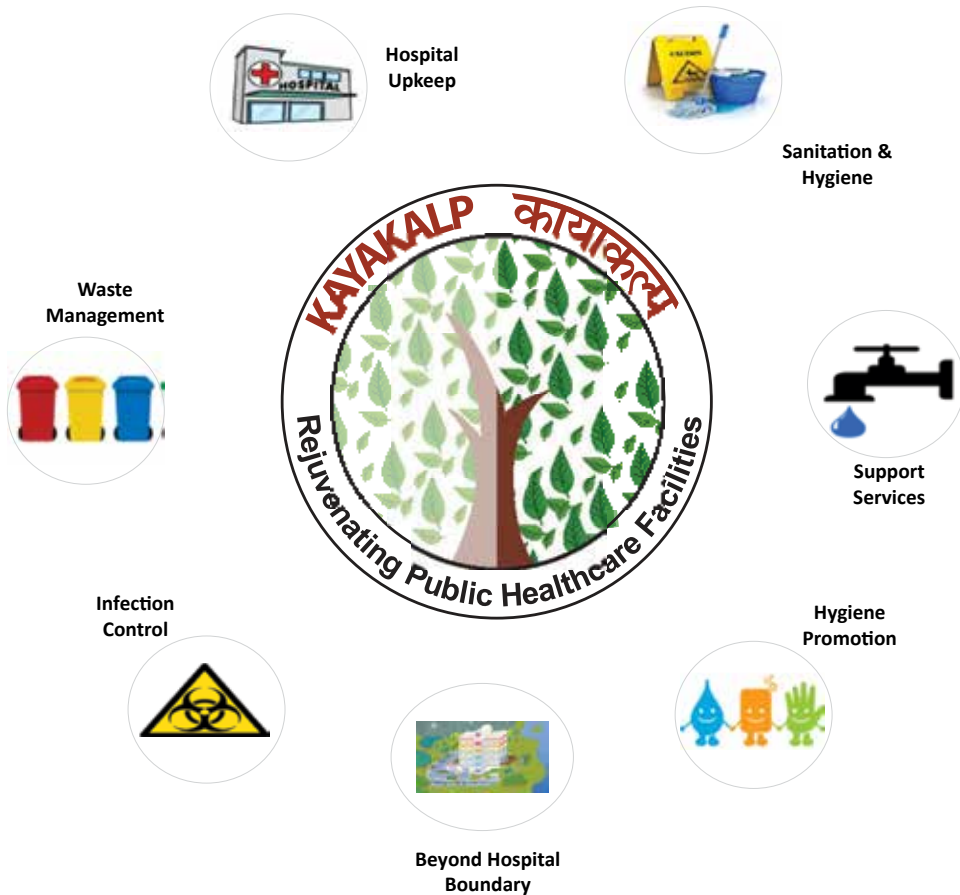 Hospital
Upkeep
HOSPITAL
Sanitation &
Hygiene
KAYAKALP कायाकल्प
Rejuvenating Public Healthcare Facilities
Waste
Management
Support
Services
Infection
Control
Hygiene
Promotion
Beyond Hospital
Boundary